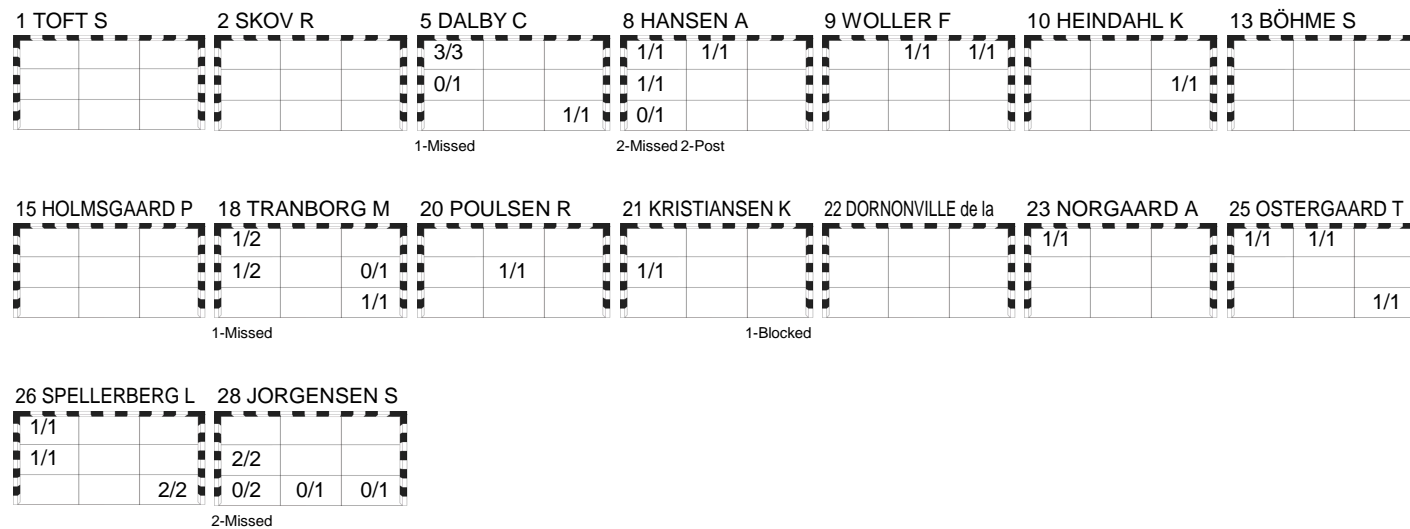 1 TOFT S 2 SKOV R 5 DALBY C 8 HANSEN A 9 WOLLER F 10 HEINDAHL K 13 BÖHME S
3/3 1/1 1/1 1/1 1/1
0/1 1/1 1/1
1/1 0/1
1-Missed 2-Missed 2-Post
15 HOLMSGAARD P 18 TRANBORG M 20 POULSEN R 21 KRISTIANSEN K 22 DORNONVILLE de la 23 NORGAARD A 25 OSTERGAARD T
1/2 1/1 1/1 1/1
1/2 0/1 1/1 1/1
1/1 1/1
1-Missed 1-Blocked
26 SPELLERBERG L 28 JORGENSEN S
1/1
1/1 2/2
2/2 0/2 0/1 0/1
2-Missed